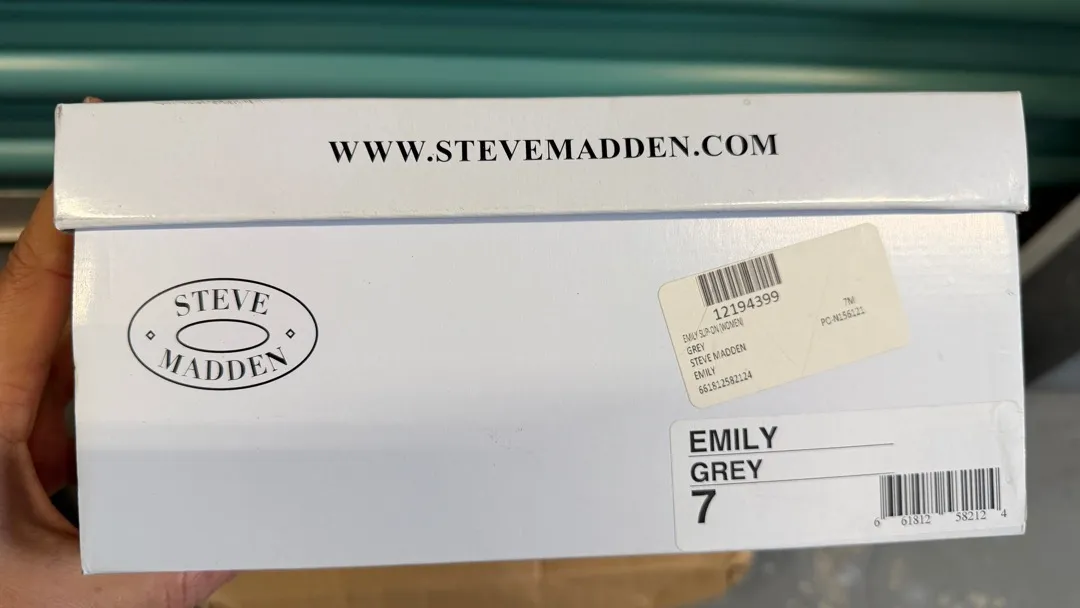 WWW.STEVEMADDEN.COM
STEVE
MADDEN
12194399
EMILY SLIP-ON (WOMEN)
GREY
STEVE MADDEN
EMILY
661812582124
7M
PO-N156121
EMILY
GREY
7
6 61812 58212 4